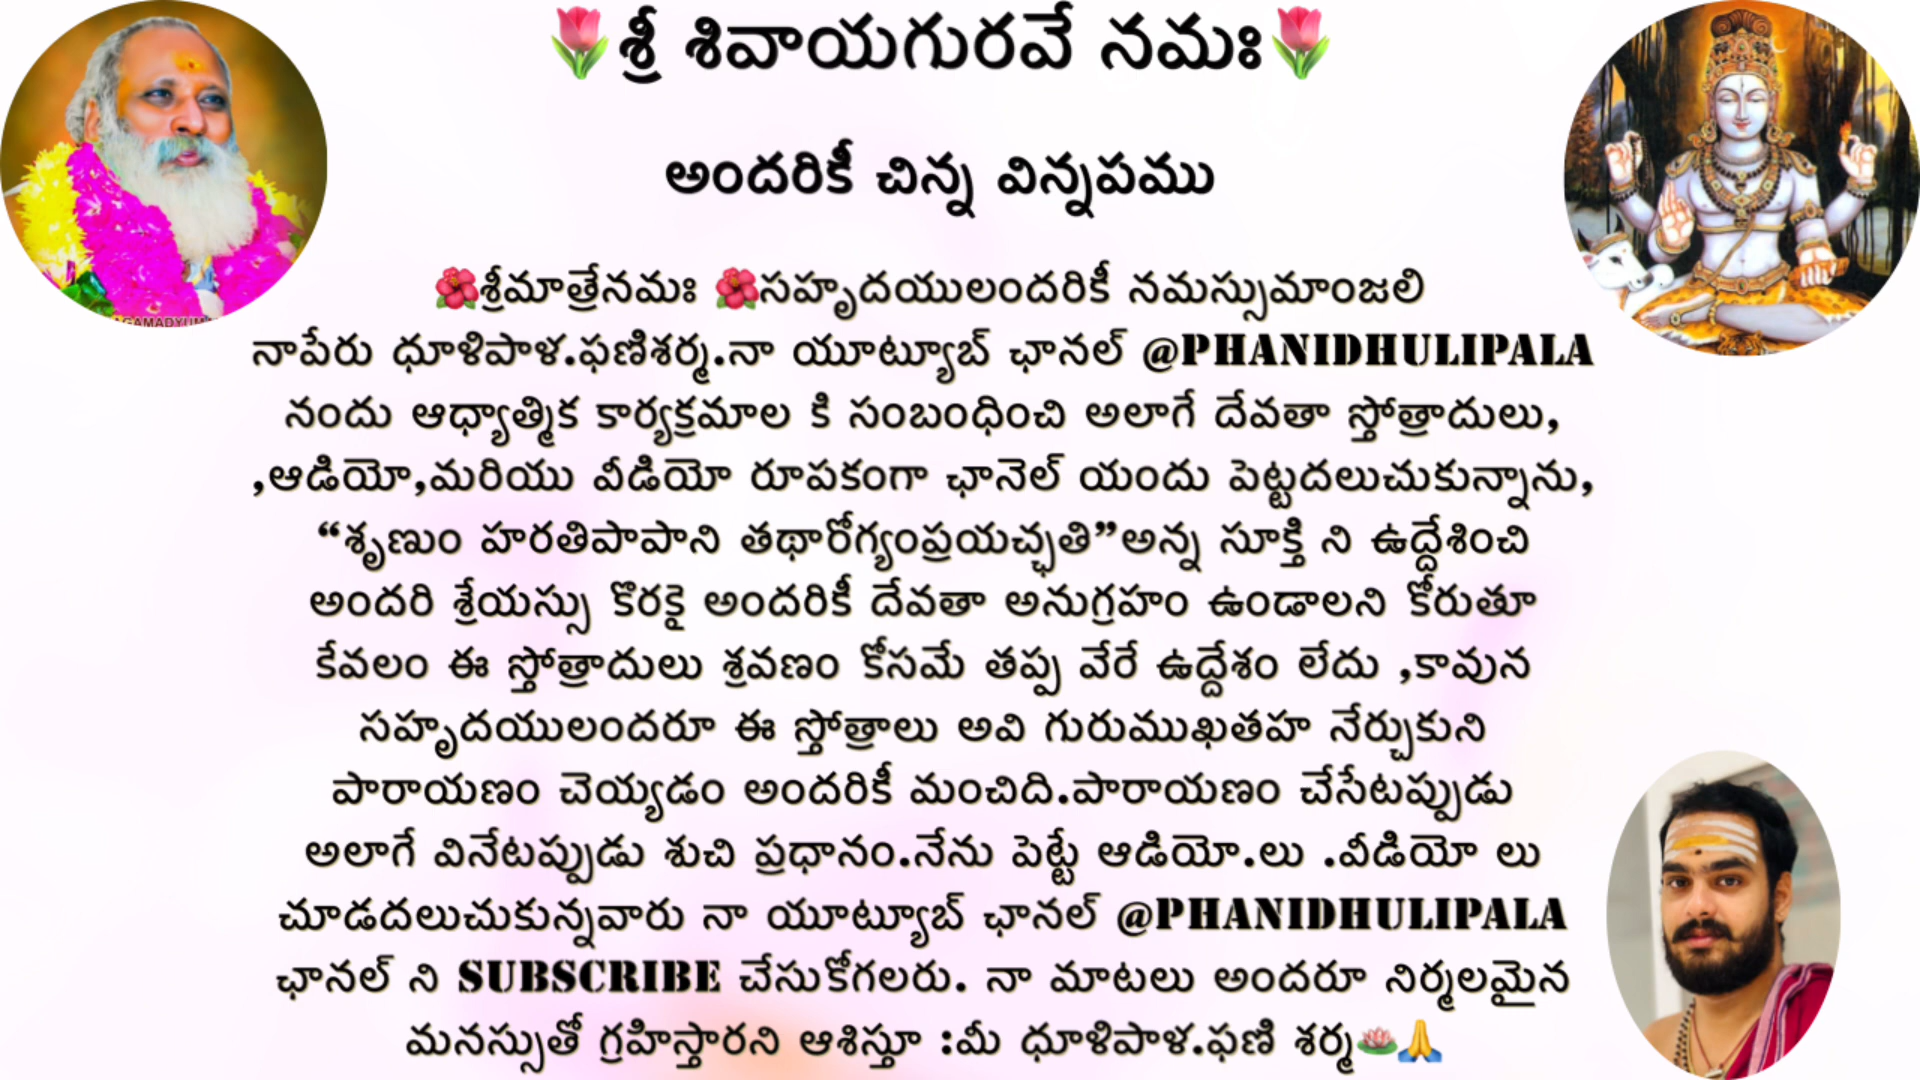 🌷శ్రీ శివాయగురవే నమః🌷
అందరికీ చిన్న విన్నపము
🌺శ్రీమాత్రేనమః 🌺సహృదయులందరికీ నమస్సుమాంజలి
నాపేరు ధూళిపాళ.ఫణిశర్మ.నా యూట్యూబ్ ఛానల్ @PHANIDHULIPALA
నందు ఆధ్యాత్మిక కార్యక్రమాల కి సంబంధించి అలాగే దేవతా స్తోత్రాదులు,
,ఆడియో,మరియు వీడియో రూపకంగా ఛానెల్ యందు పెట్టదలుచుకున్నాను,
“శృణుం హరతిపాపాని తథారోగ్యంప్రయచ్ఛతి”అన్న సూక్తి ని ఉద్దేశించి
అందరి శ్రేయస్సు కొరకై అందరికీ దేవతా అనుగ్రహం ఉండాలని కోరుతూ
కేవలం ఈ స్తోత్రాదులు శ్రవణం కోసమే తప్ప వేరే ఉద్దేశం లేదు ,కావున
సహృదయులందరూ ఈ స్తోత్రాలు అవి గురుముఖతహ నేర్చుకుని
పారాయణం చెయ్యడం అందరికీ మంచిది.పారాయణం చేసేటప్పుడు
అలాగే వినేటప్పుడు శుచి ప్రధానం.నేను పెట్టే ఆడియో.లు .వీడియో లు
చూడదలుచుకున్నవారు నా యూట్యూబ్ ఛానల్ @PHANIDHULIPALA
ఛానల్ ని SUBSCRIBE చేసుకోగలరు. నా మాటలు అందరూ నిర్మలమైన
మనస్సుతో గ్రహిస్తారని ఆశిస్తూ :మీ ధూళిపాళ.ఫణి శర్మ🪷🙏